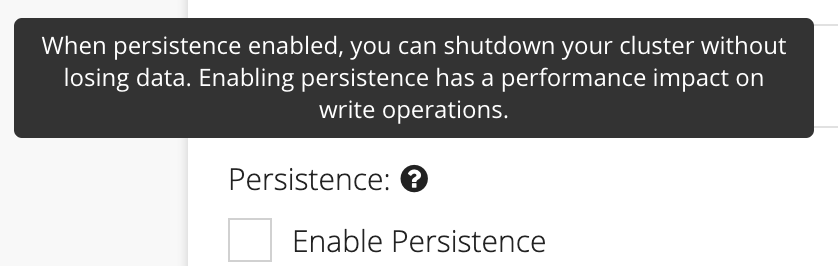 When persistence enabled, you can shutdown your cluster without
losing data. Enabling persistence has a performance impact on
write operations.
Persistence: ?
Enable Persistence